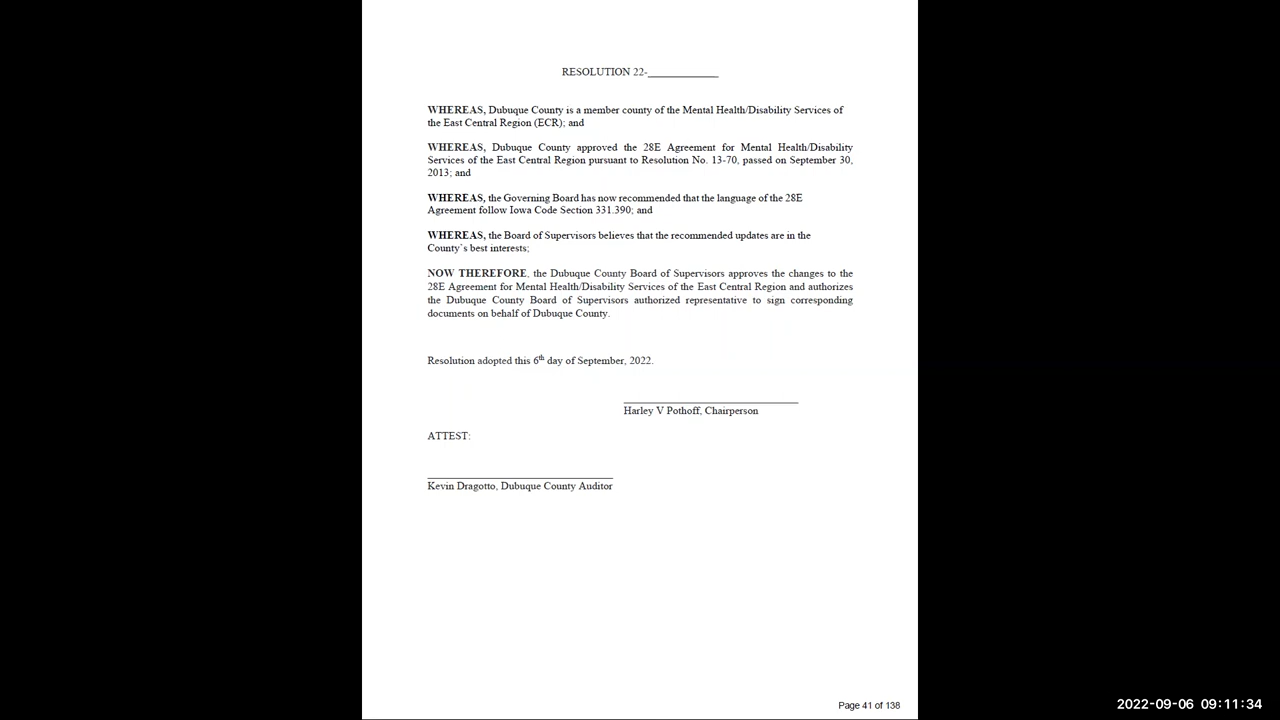 RESOLUTION 22-_____________
WHEREAS, Dubuque County is a member county of the Mental Health/Disability Services of
the East Central Region (ECR); and
WHEREAS, Dubuque County approved the 28E Agreement for Mental Health/Disability
Services of the East Central Region pursuant to Resolution No. 13-70, passed on September 30,
2013; and
WHEREAS, the Governing Board has now recommended that the language of the 28E
Agreement follow Iowa Code Section 331.390; and
WHEREAS, the Board of Supervisors believes that the recommended updates are in the
County's best interests;
NOW THEREFORE, the Dubuque County Board of Supervisors approves the changes to the
28E Agreement for Mental Health/Disability Services of the East Central Region and authorizes
the Dubuque County Board of Supervisors authorized representative to sign corresponding
documents on behalf of Dubuque County.
Resolution adopted this 6th day of September, 2022.
Harley V Pothoff, Chairperson
ATTEST:
Kevin Dragotto, Dubuque County Auditor
Page 41 of 138
2022-09-06 09:11:34